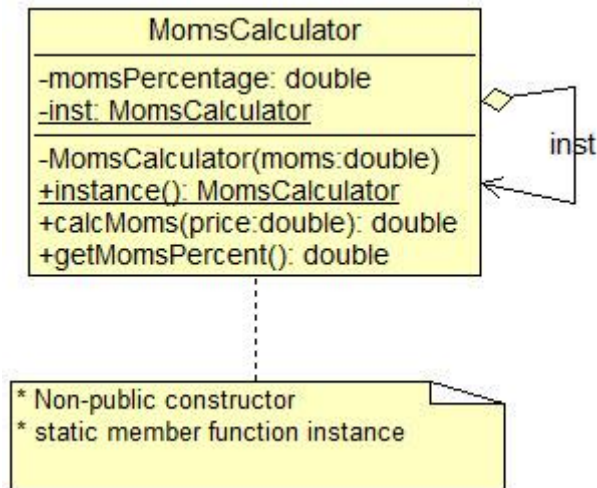 MomsCalculator
-momsPercentage: double
-inst: MomsCalculator
-MomsCalculator(moms:double)
+instance(): MomsCalculator
+calcMoms(price:double): double
+getMomsPercent(): double
inst
* Non-public constructor
* static member function instance